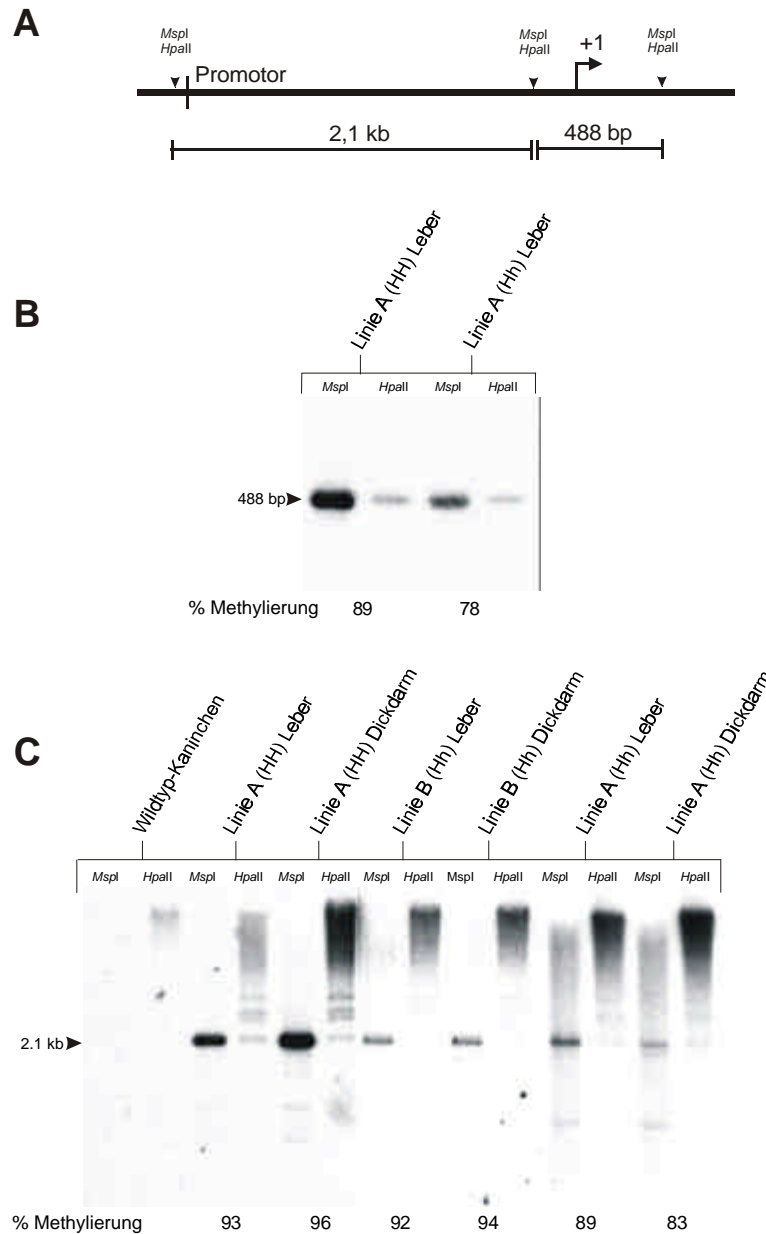 A
MspI
HpaII
Promotor
MspI
HpaII
+1
MspI
HpaII
2,1 kb
488 bp
B
Linie A (HH) Leber
Linie A (Hh) Leber
MspI HpaII MspI HpaII
488 bp
% Methylierung 89 78
C
Wildtyp-Kaninchen
Linie A (HH) Leber
Linie A (HH) Dickdarm
Linie B (Hh) Leber
Linie B (Hh) Dickdarm
Linie A (Hh) Leber
Linie A (Hh) Dickdarm
MspI HpaII MspI HpaII MspI HpaII MspI HpaII MspI HpaII MspI HpaII MspI HpaII
2.1 kb
% Methylierung 93 96 92 94 89 83